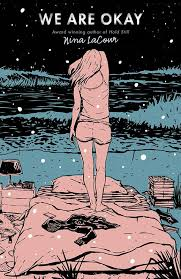 WE ARE OKAY
Award winning author of Hold Still
Nina LaCour